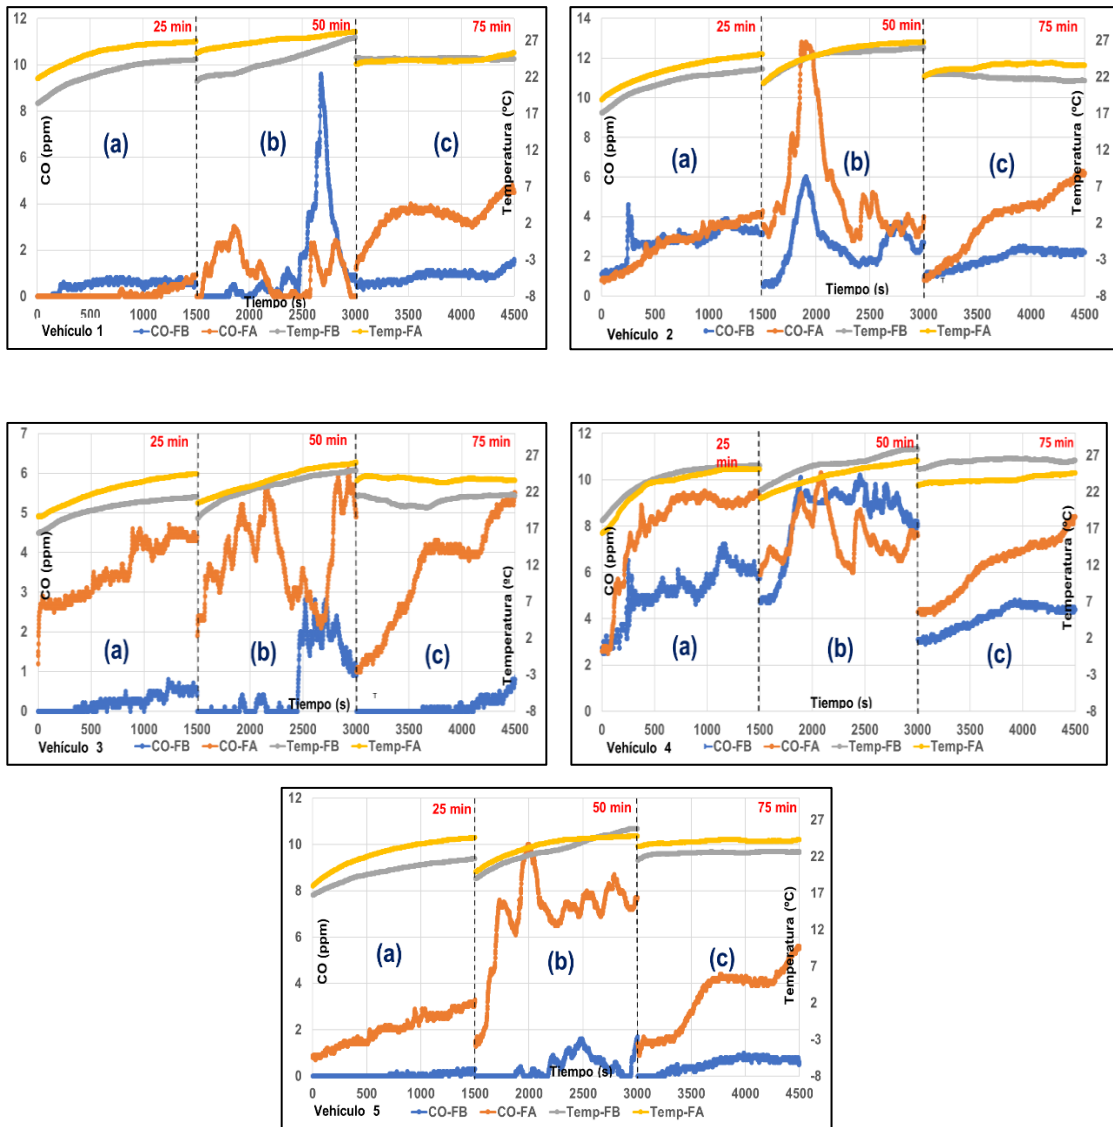 12
10
8
6
4
2
0
CO (ppm)
25 min
50 min
75 min
(a)
(b)
(c)
27
22
17
12
7
2
-3
-8
Temperatura (ºC)
Tiempo (s)
0 500 1000 1500 2000 2500 3000 3500 4000 4500
Vehículo 1
CO-FB CO-FA Temp-FB Temp-FA
14
12
10
8
6
4
2
0
CO (ppm)
25 min
50 min
75 min
(a)
(b)
(c)
27
22
17
12
7
2
-3
-8
Temperatura (ºC)
Tiempo (s)
T
0 500 1000 1500 2000 2500 3000 3500 4000 4500
Vehículo 2
CO-FB CO-FA Temp-FB Temp-FA
7
6
5
4
3
2
1
0
CO (ppm)
25 min
50 min
75 min
(a)
(b)
(c)
27
22
17
12
7
2
-3
-8
Temperatura (ºC)
Tiempo (s)
T
0 500 1000 1500 2000 2500 3000 3500 4000 4500
Vehículo 3
CO-FB CO-FA Temp-FB Temp-FA
12
10
8
6
4
2
0
CO (ppm)
25
min
50 min
75 min
(a)
(b)
(c)
27
22
17
12
7
2
-3
-8
Temperatura (ºC)
Tiempo (s)
0 500 1000 1500 2000 2500 3000 3500 4000 4500
Vehículo 4
CO-FB CO-FA Temp-FB Temp-FA
12
10
8
6
4
2
0
CO (ppm)
25 min
50 min
75 min
(a)
(b)
(c)
27
22
17
12
7
2
-3
-8
Temperatura (ºC)
Tiempo (s)
0 500 1000 1500 2000 2500 3000 3500 4000 4500
Vehículo 5
CO-FB CO-FA Temp-FB Temp-FA